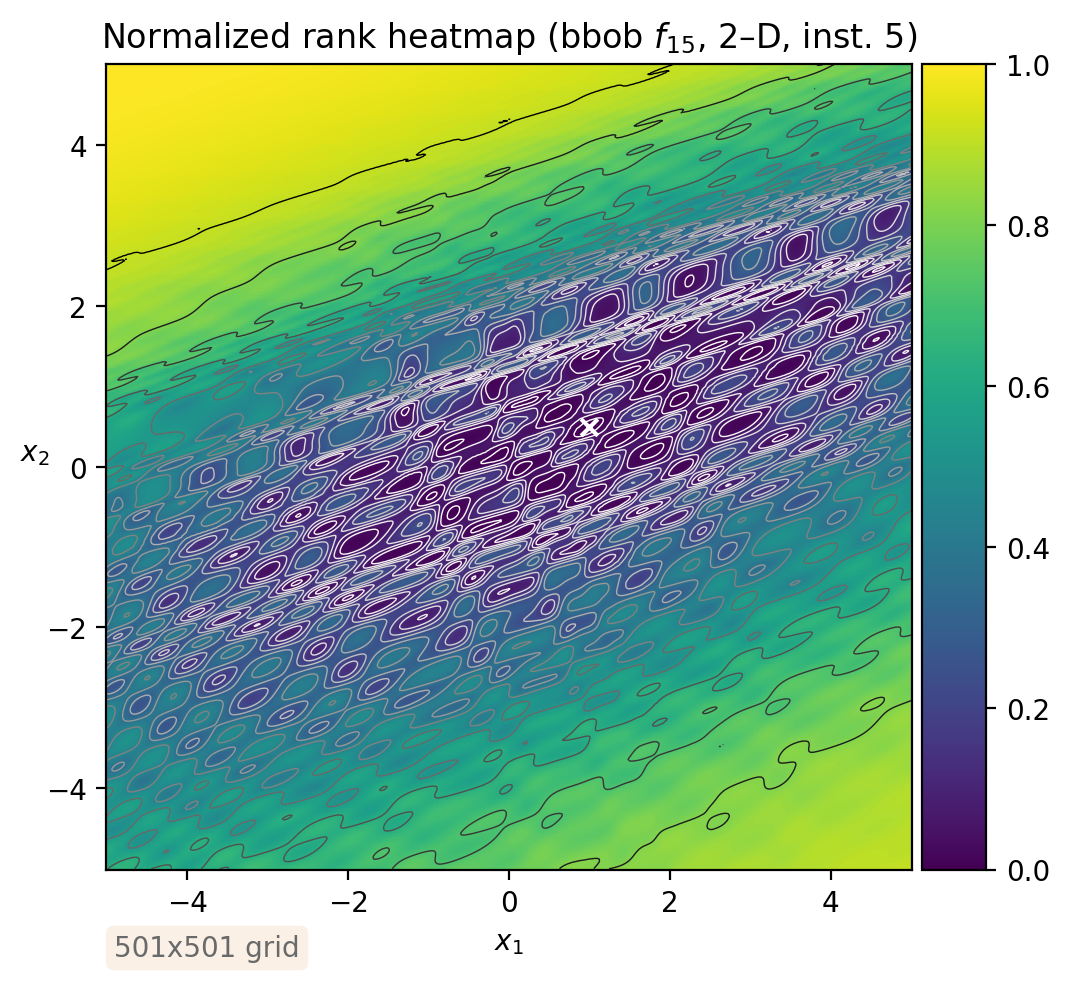 Normalized rank heatmap (bbob f₁₅, 2–D, inst. 5)
1.0
0.8
0.6
0.4
0.2
0.0
4
2
0
−2
−4
x₂
−4 −2 0 2 4
x₁
501x501 grid